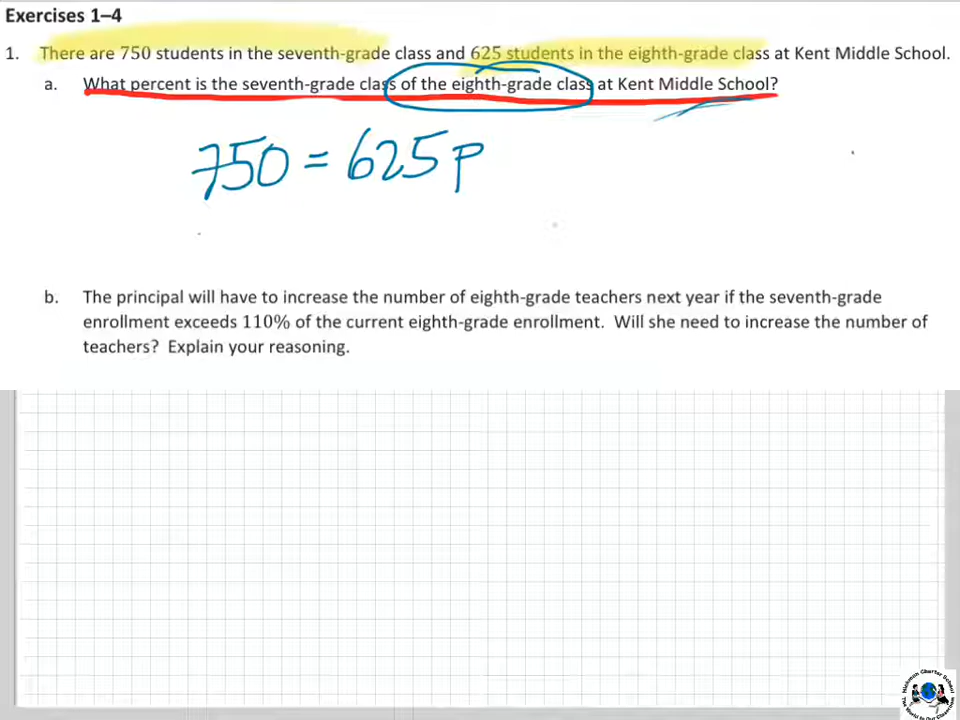 Exercises 1–4
1. There are 750 students in the seventh-grade class and 625 students in the eighth-grade class at Kent Middle School.
a. What percent is the seventh-grade class of the eighth-grade class at Kent Middle School?
750 = 625 p
b. The principal will have to increase the number of eighth-grade teachers next year if the seventh-grade
enrollment exceeds 110% of the current eighth-grade enrollment. Will she need to increase the number of
teachers? Explain your reasoning.